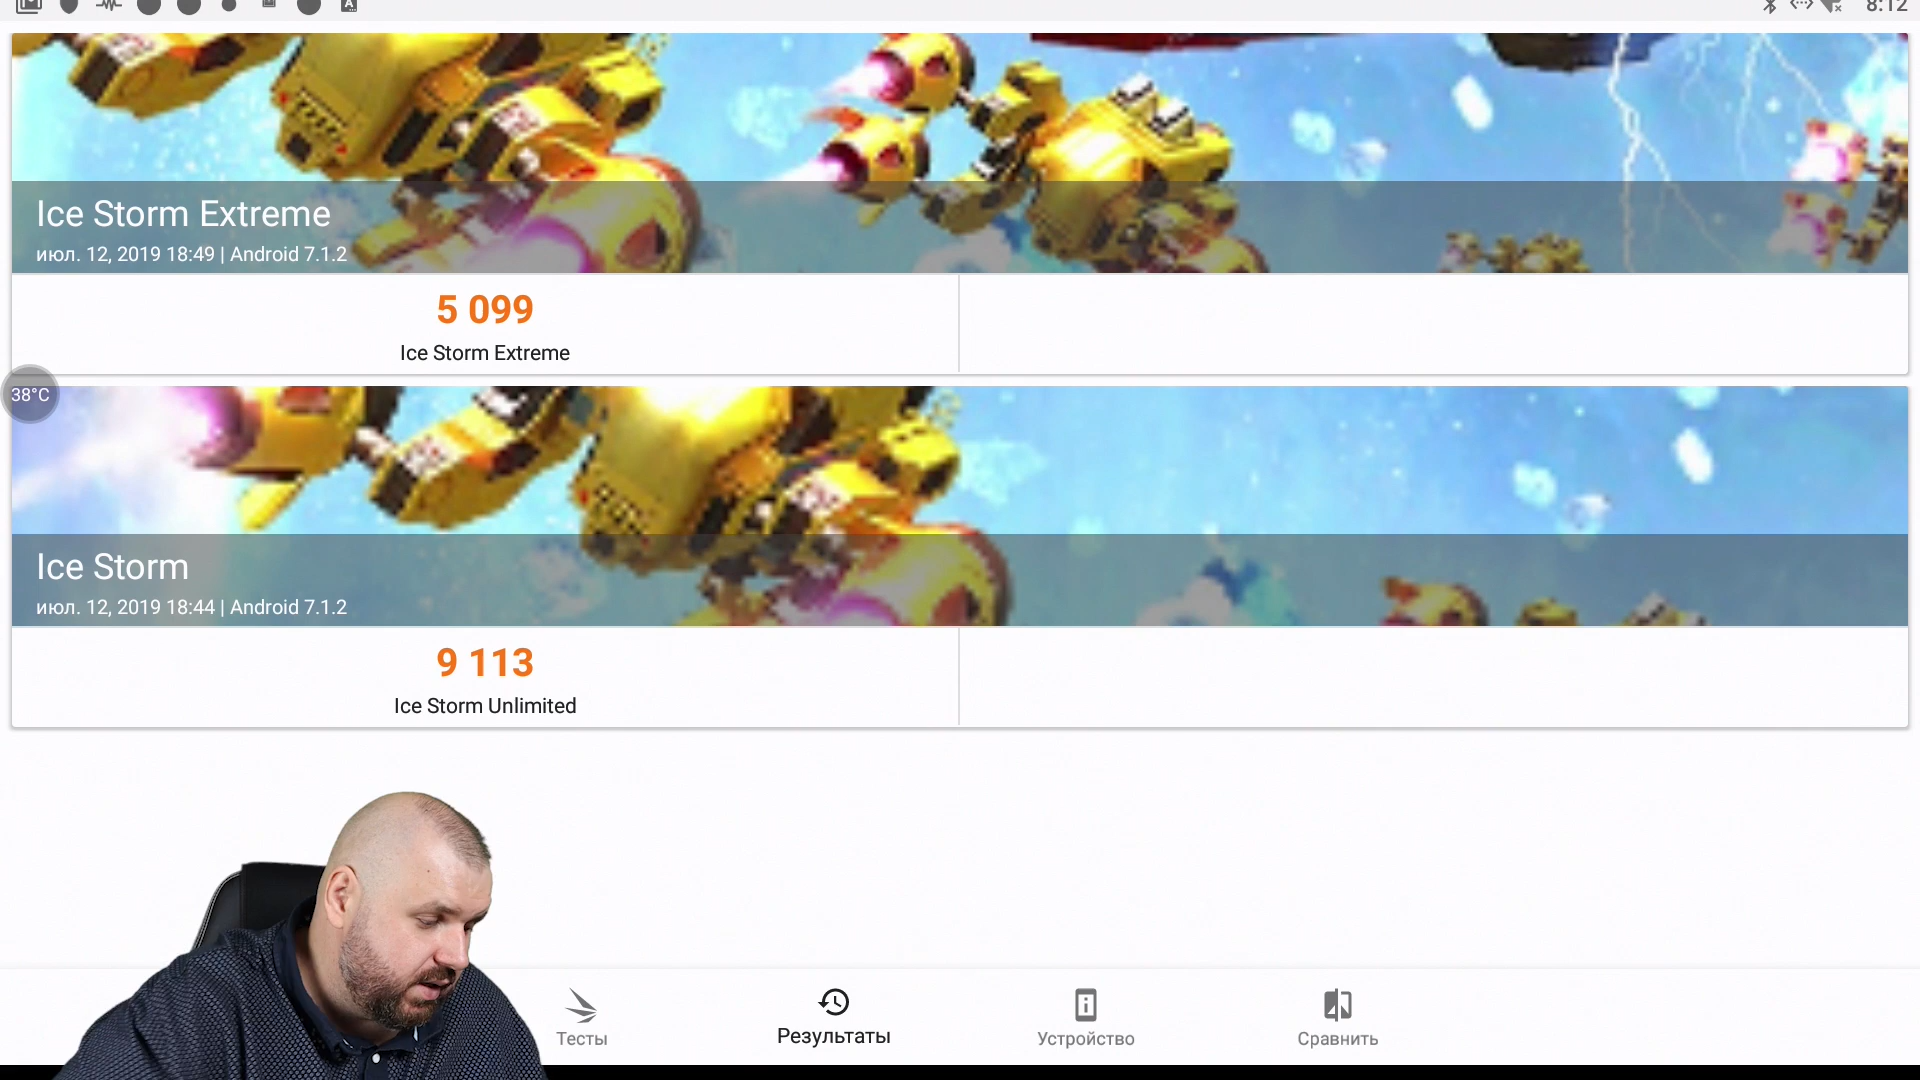 8:12
Ice Storm Extreme
июл. 12, 2019 18:49 | Android 7.1.2
5 099
Ice Storm Extreme
38°C
Ice Storm
июл. 12, 2019 18:44 | Android 7.1.2
9 113
Ice Storm Unlimited
Тесты
Результаты
Устройство
Сравнить